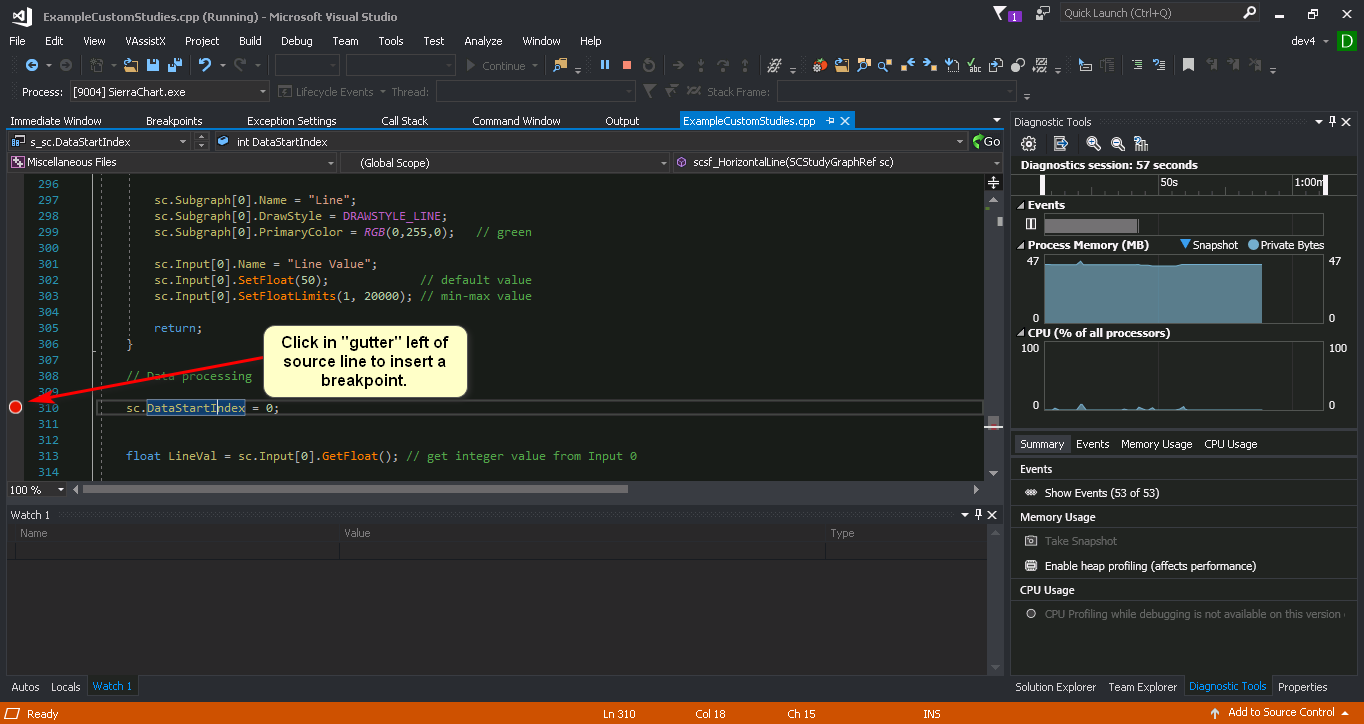 ExampleCustomStudies.cpp (Running) - Microsoft Visual Studio
1
Quick Launch (Ctrl+Q)
File Edit View VAssistX Project Build Debug Team Tools Test Analyze Window Help
dev4 D
Continue
Process: [9004] SierraChart.exe Lifecycle Events Thread: Stack Frame:
Immediate Window Breakpoints Exception Settings Call Stack Command Window Output ExampleCustomStudies.cpp
s_sc.DataStartIndex int DataStartIndex Go
Miscellaneous Files (Global Scope) scsf_HorizontalLine(SCStudyGraphRef sc)
296
297 sc.Subgraph[0].Name = "Line";
298 sc.Subgraph[0].DrawStyle = DRAWSTYLE_LINE;
299 sc.Subgraph[0].PrimaryColor = RGB(0,255,0); // green
300
301 sc.Input[0].Name = "Line Value";
302 sc.Input[0].SetFloat(50); // default value
303 sc.Input[0].SetFloatLimits(1, 20000); // min-max value
304
305 return;
306 }
307
308 // Data processing
309
310 sc.DataStartIndex = 0;
311
312
313 float LineVal = sc.Input[0].GetFloat(); // get integer value from Input 0
314
Click in "gutter" left of
source line to insert a
breakpoint.
100 %
Watch 1
Name Value Type
Autos Locals Watch 1
Diagnostic Tools
Diagnostics session: 57 seconds
50s 1:00m
Events
Process Memory (MB) Snapshot Private Bytes
47 47
0 0
CPU (% of all processors)
100 100
0 0
Summary Events Memory Usage CPU Usage
Events
Show Events (53 of 53)
Memory Usage
Take Snapshot
Enable heap profiling (affects performance)
CPU Usage
CPU Profiling while debugging is not available on this version
Solution Explorer Team Explorer Diagnostic Tools Properties
Ready Ln 310 Col 18 Ch 15 INS Add to Source Control